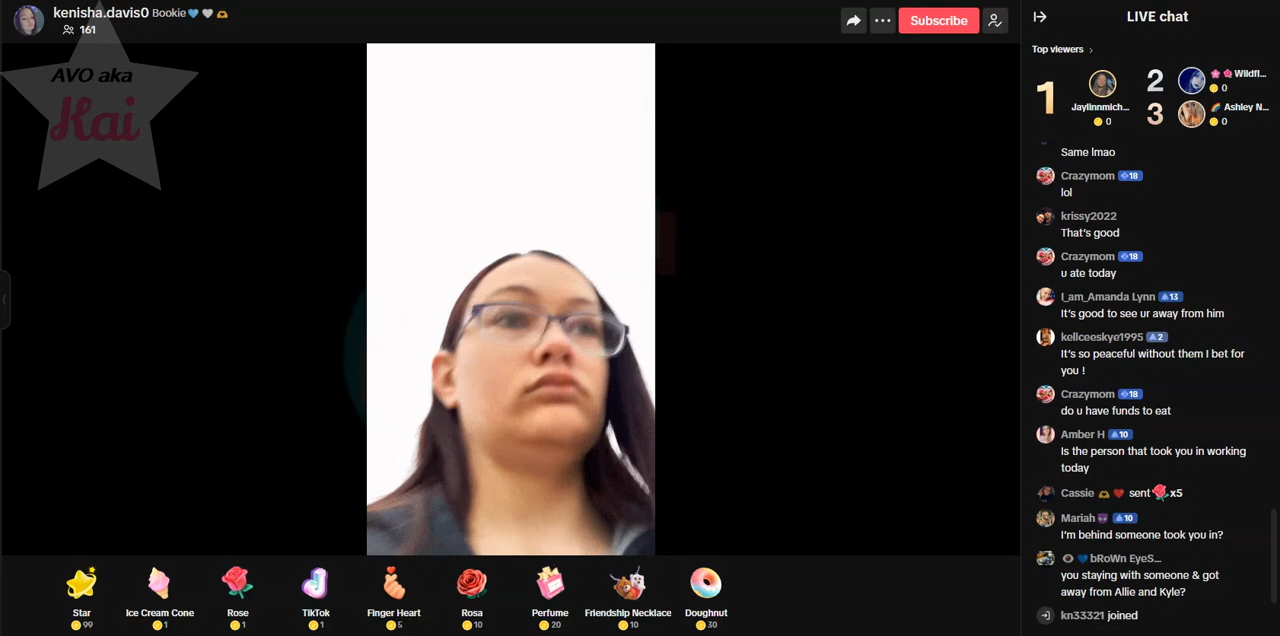 kenisha.davis0 Bookie
161
Subscribe
AVO aka
Kai
LIVE chat
Top viewers
1
Jaylinnmich...
0
2
Wildfl...
0
3
Ashley N...
0
Same lmao
Crazymom 18
lol
krissy2022
That's good
Crazymom 18
u ate today
I_am_Amanda Lynn 13
It's good to see ur away from him
kellceeskye1995 2
It's so peaceful without them I bet for
you !
Crazymom 18
do u have funds to eat
Amber H 10
Is the person that took you in working
today
Cassie sent x5
Mariah 10
I'm behind someone took you in?
bRoWn EyeS...
you staying with someone & got
away from Allie and Kyle?
kn33321 joined
Star
99
Ice Cream Cone
1
Rose
1
TikTok
1
Finger Heart
5
Rosa
10
Perfume
20
Friendship Necklace
10
Doughnut
30